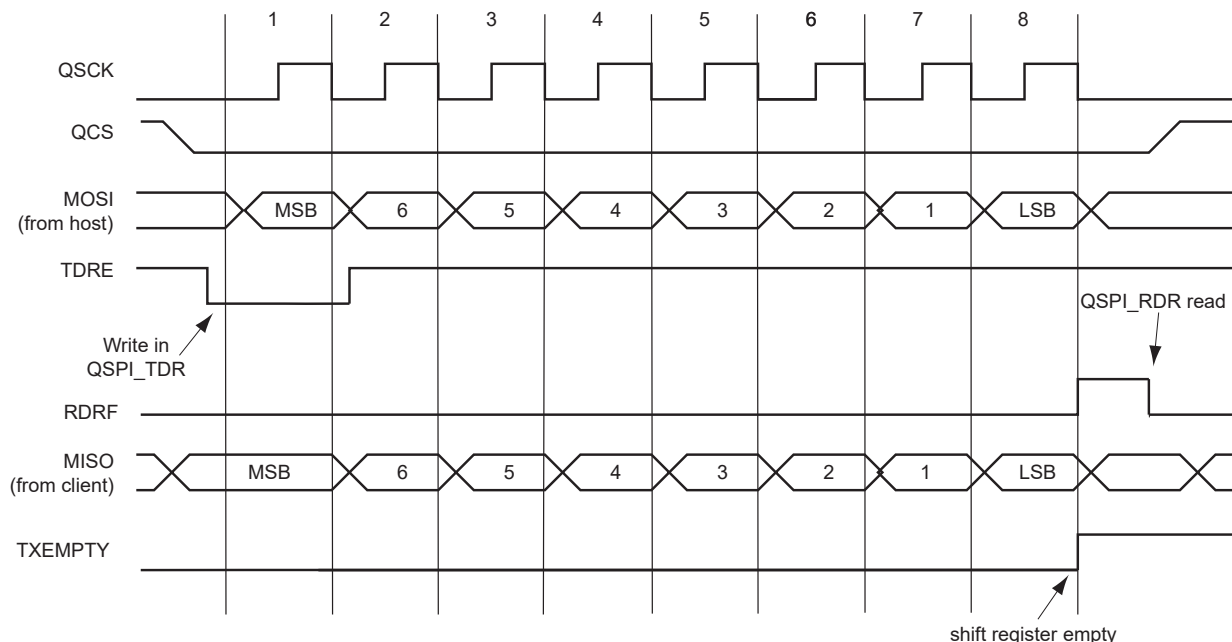 1 2 3 4 5 6 7 8
QSCK
QCS
MOSI
(from host)
MSB 6 5 4 3 2 1 LSB
TDRE
QSPI_RDR read
Write in
QSPI_TDR
RDRF
MISO
(from client)
MSB 6 5 4 3 2 1 LSB
TXEMPTY
shift register empty